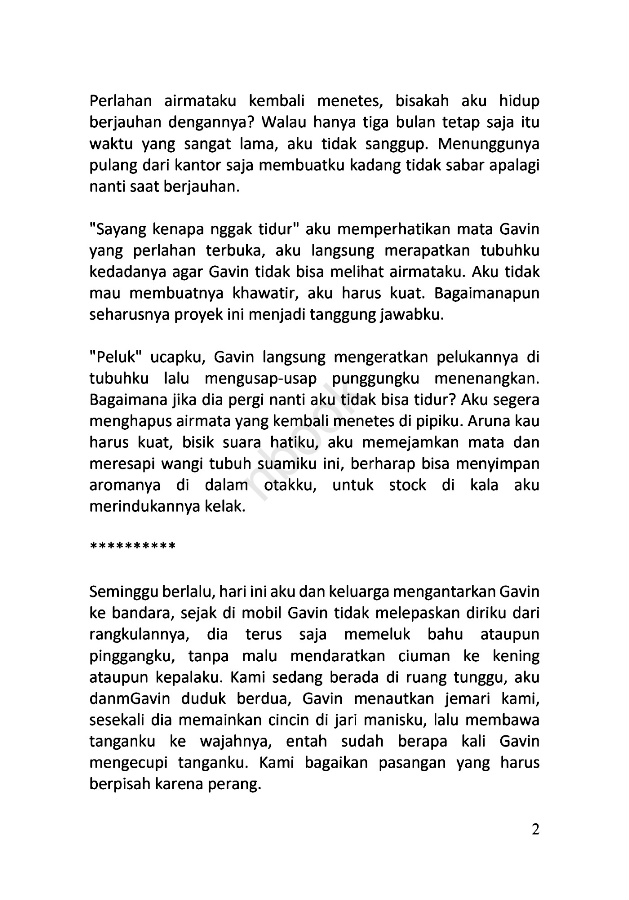 Perlahan airmataku kembali menetes, bisakah aku hidup
berjauhan dengannya? Walau hanya tiga bulan tetap saja itu
waktu yang sangat lama, aku tidak sanggup. Menunggunya
pulang dari kantor saja membuatku kadang tidak sabar apalagi
nanti saat berjauhan.
"Sayang kenapa nggak tidur" aku memperhatikan mata Gavin
yang perlahan terbuka, aku langsung merapatkan tubuhku
kedadanya agar Gavin tidak bisa melihat airmataku. Aku tidak
mau membuatnya khawatir, aku harus kuat. Bagaimanapun
seharusnya proyek ini menjadi tanggung jawabku.
"Peluk" ucapku, Gavin langsung mengeratkan pelukannya di
tubuhku lalu mengusap-usap punggungku menenangkan.
Bagaimana jika dia pergi nanti aku tidak bisa tidur? Aku segera
menghapus airmata yang kembali menetes di pipiku. Aruna kau
harus kuat, bisik suara hatiku, aku memejamkan mata dan
meresapi wangi tubuh suamiku ini, berharap bisa menyimpan
aromanya di dalam otakku, untuk stock di kala aku
merindukannya kelak.
**********
Seminggu berlalu, hari ini aku dan keluarga mengantarkan Gavin
ke bandara, sejak di mobil Gavin tidak melepaskan diriku dari
rangkulannya, dia terus saja memeluk bahu ataupun
pinggangku, tanpa malu mendaratkan ciuman ke kening
ataupun kepalaku. Kami sedang berada di ruang tunggu, aku
danmGavin duduk berdua, Gavin menautkan jemari kami,
sesekali dia memainkan cincin di jari manisku, lalu membawa
tanganku ke wajahnya, entah sudah berapa kali Gavin
mengecupi tanganku. Kami bagaikan pasangan yang harus
berpisah karena perang.
2